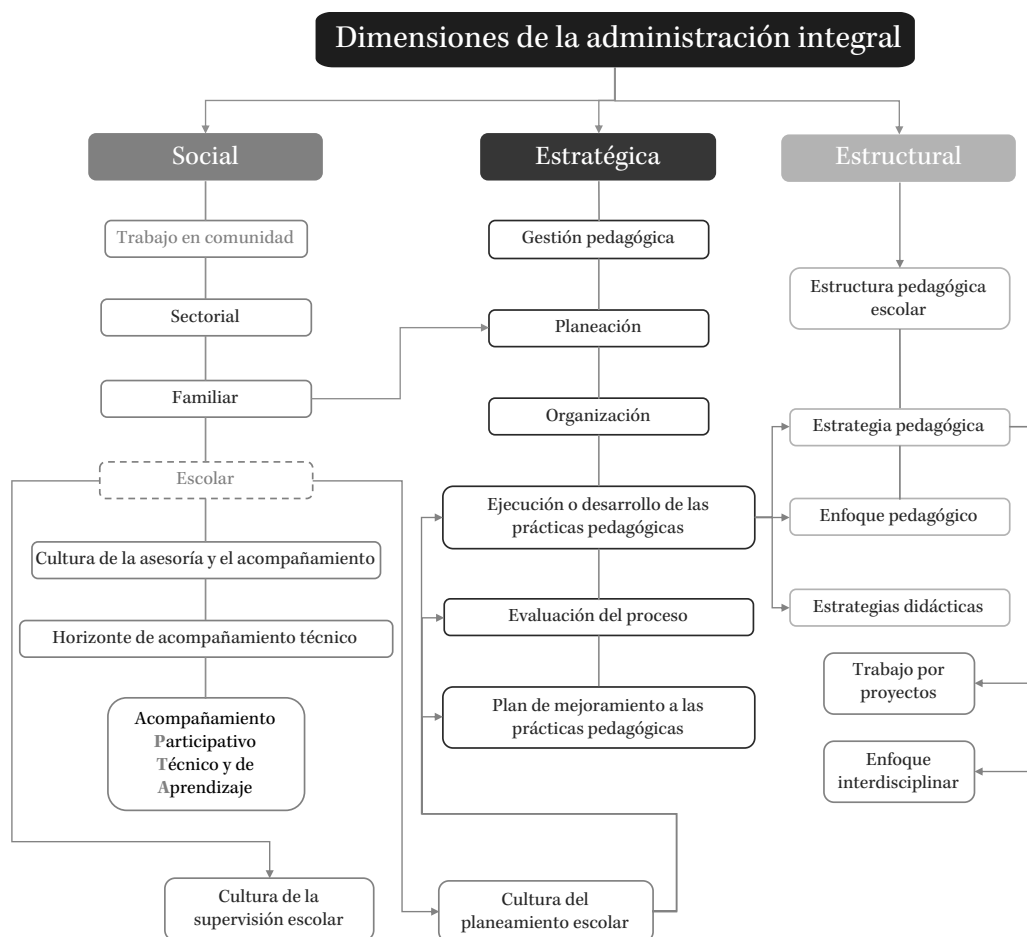 Dimensiones de la administración integral
Social
Estratégica
Estructural
Trabajo en comunidad
Sectorial
Familiar
Escolar
Cultura de la asesoría y el acompañamiento
Horizonte de acompañamiento técnico
Acompañamiento
Participativo
Técnico y de
Aprendizaje
Cultura de la
supervisión escolar
Gestión pedagógica
Planeación
Organización
Ejecución o desarrollo de las
prácticas pedagógicas
Evaluación del proceso
Plan de mejoramiento a las
prácticas pedagógicas
Cultura del
planeamiento escolar
Estructura pedagógica
escolar
Estrategia pedagógica
Enfoque pedagógico
Estrategias didácticas
Trabajo por
proyectos
Enfoque
interdisciplinar